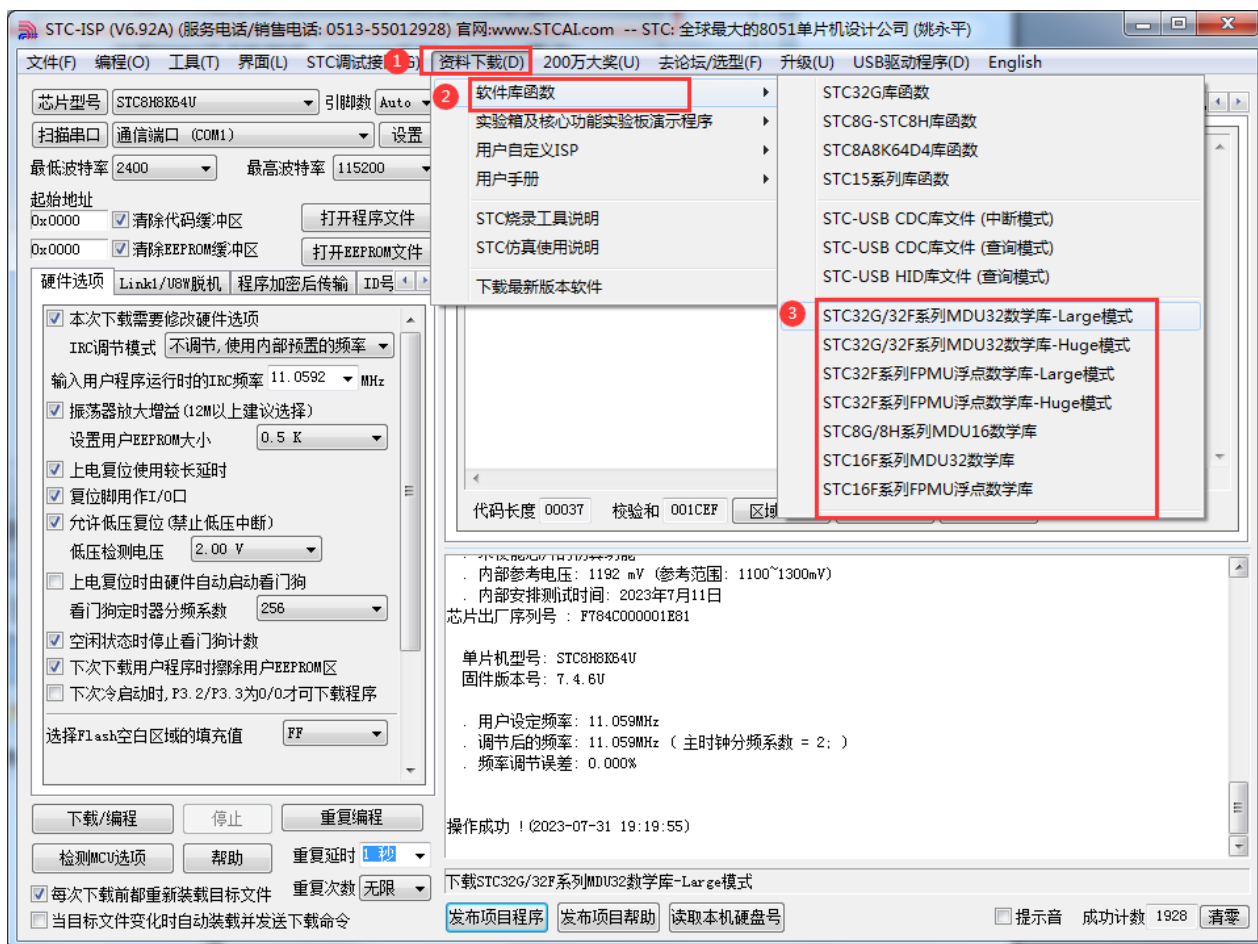 STC-ISP (V6.92A) (服务电话/销售电话: 0513-55012928) 官网:www.STCAI.com -- STC: 全球最大的8051单片机设计公司 (姚永平)
文件(F) 编程(O) 工具(T) 界面(L) STC调试接 1 资料下载(D) 200万大奖(U) 去论坛/选型(F) 升级(U) USB驱动程序(D) English
芯片型号 STC8H8K64U 引脚数 Auto
扫描串口 通信端口 (COM1) 设置
最低波特率 2400 最高波特率 115200
起始地址
0x0000 清除代码缓冲区 打开程序文件
0x0000 清除EEPROM缓冲区 打开EEPROM文件
硬件选项 Link1/U8W脱机 程序加密后传输 ID号
本次下载需要修改硬件选项
IRC调节模式 不调节,使用内部预置的频率
输入用户程序运行时的IRC频率 11.0592 MHz
振荡器放大增益(12M以上建议选择)
设置用户EEPROM大小 0.5 K
上电复位使用较长延时
复位脚用作I/O口
允许低压复位(禁止低压中断)
低压检测电压 2.00 V
上电复位时由硬件自动启动看门狗
看门狗定时器分频系数 256
空闲状态时停止看门狗计数
下次下载用户程序时擦除用户EEPROM区
下次冷启动时,P3.2/P3.3为0/0才可下载程序
选择Flash空白区域的填充值 FF
下载/编程 停止 重复编程
检测MCU选项 帮助 重复延时 1 秒
每次下载前都重新装载目标文件 重复次数 无限
当目标文件变化时自动装载并发送下载命令
2 软件库函数
实验箱及核心功能实验板演示程序
用户自定义ISP
用户手册
STC烧录工具说明
STC仿真使用说明
下载最新版本软件
STC32G库函数
STC8G-STC8H库函数
STC8A8K64D4库函数
STC15系列库函数
STC-USB CDC库文件 (中断模式)
STC-USB CDC库文件 (查询模式)
STC-USB HID库文件 (查询模式)
3 STC32G/32F系列MDU32数学库-Large模式
STC32G/32F系列MDU32数学库-Huge模式
STC32F系列FPMU浮点数学库-Large模式
STC32F系列FPMU浮点数学库-Huge模式
STC8G/8H系列MDU16数学库
STC16F系列MDU32数学库
STC16F系列FPMU浮点数学库
代码长度 00037 校验和 001CEF 区域
. 内部参考电压: 1192 mV (参考范围: 1100~1300mV)
. 内部安排测试时间: 2023年7月11日
芯片出厂序列号 : F784C000001E81
单片机型号: STC8H8K64U
固件版本号: 7.4.6U
. 用户设定频率: 11.059MHz
. 调节后的频率: 11.059MHz ( 主时钟分频系数 = 2; )
. 频率调节误差: 0.000%
操作成功 !(2023-07-31 19:19:55)
下载STC32G/32F系列MDU32数学库-Large模式
发布项目程序 发布项目帮助 读取本机硬盘号 提示音 成功计数 1928 清零